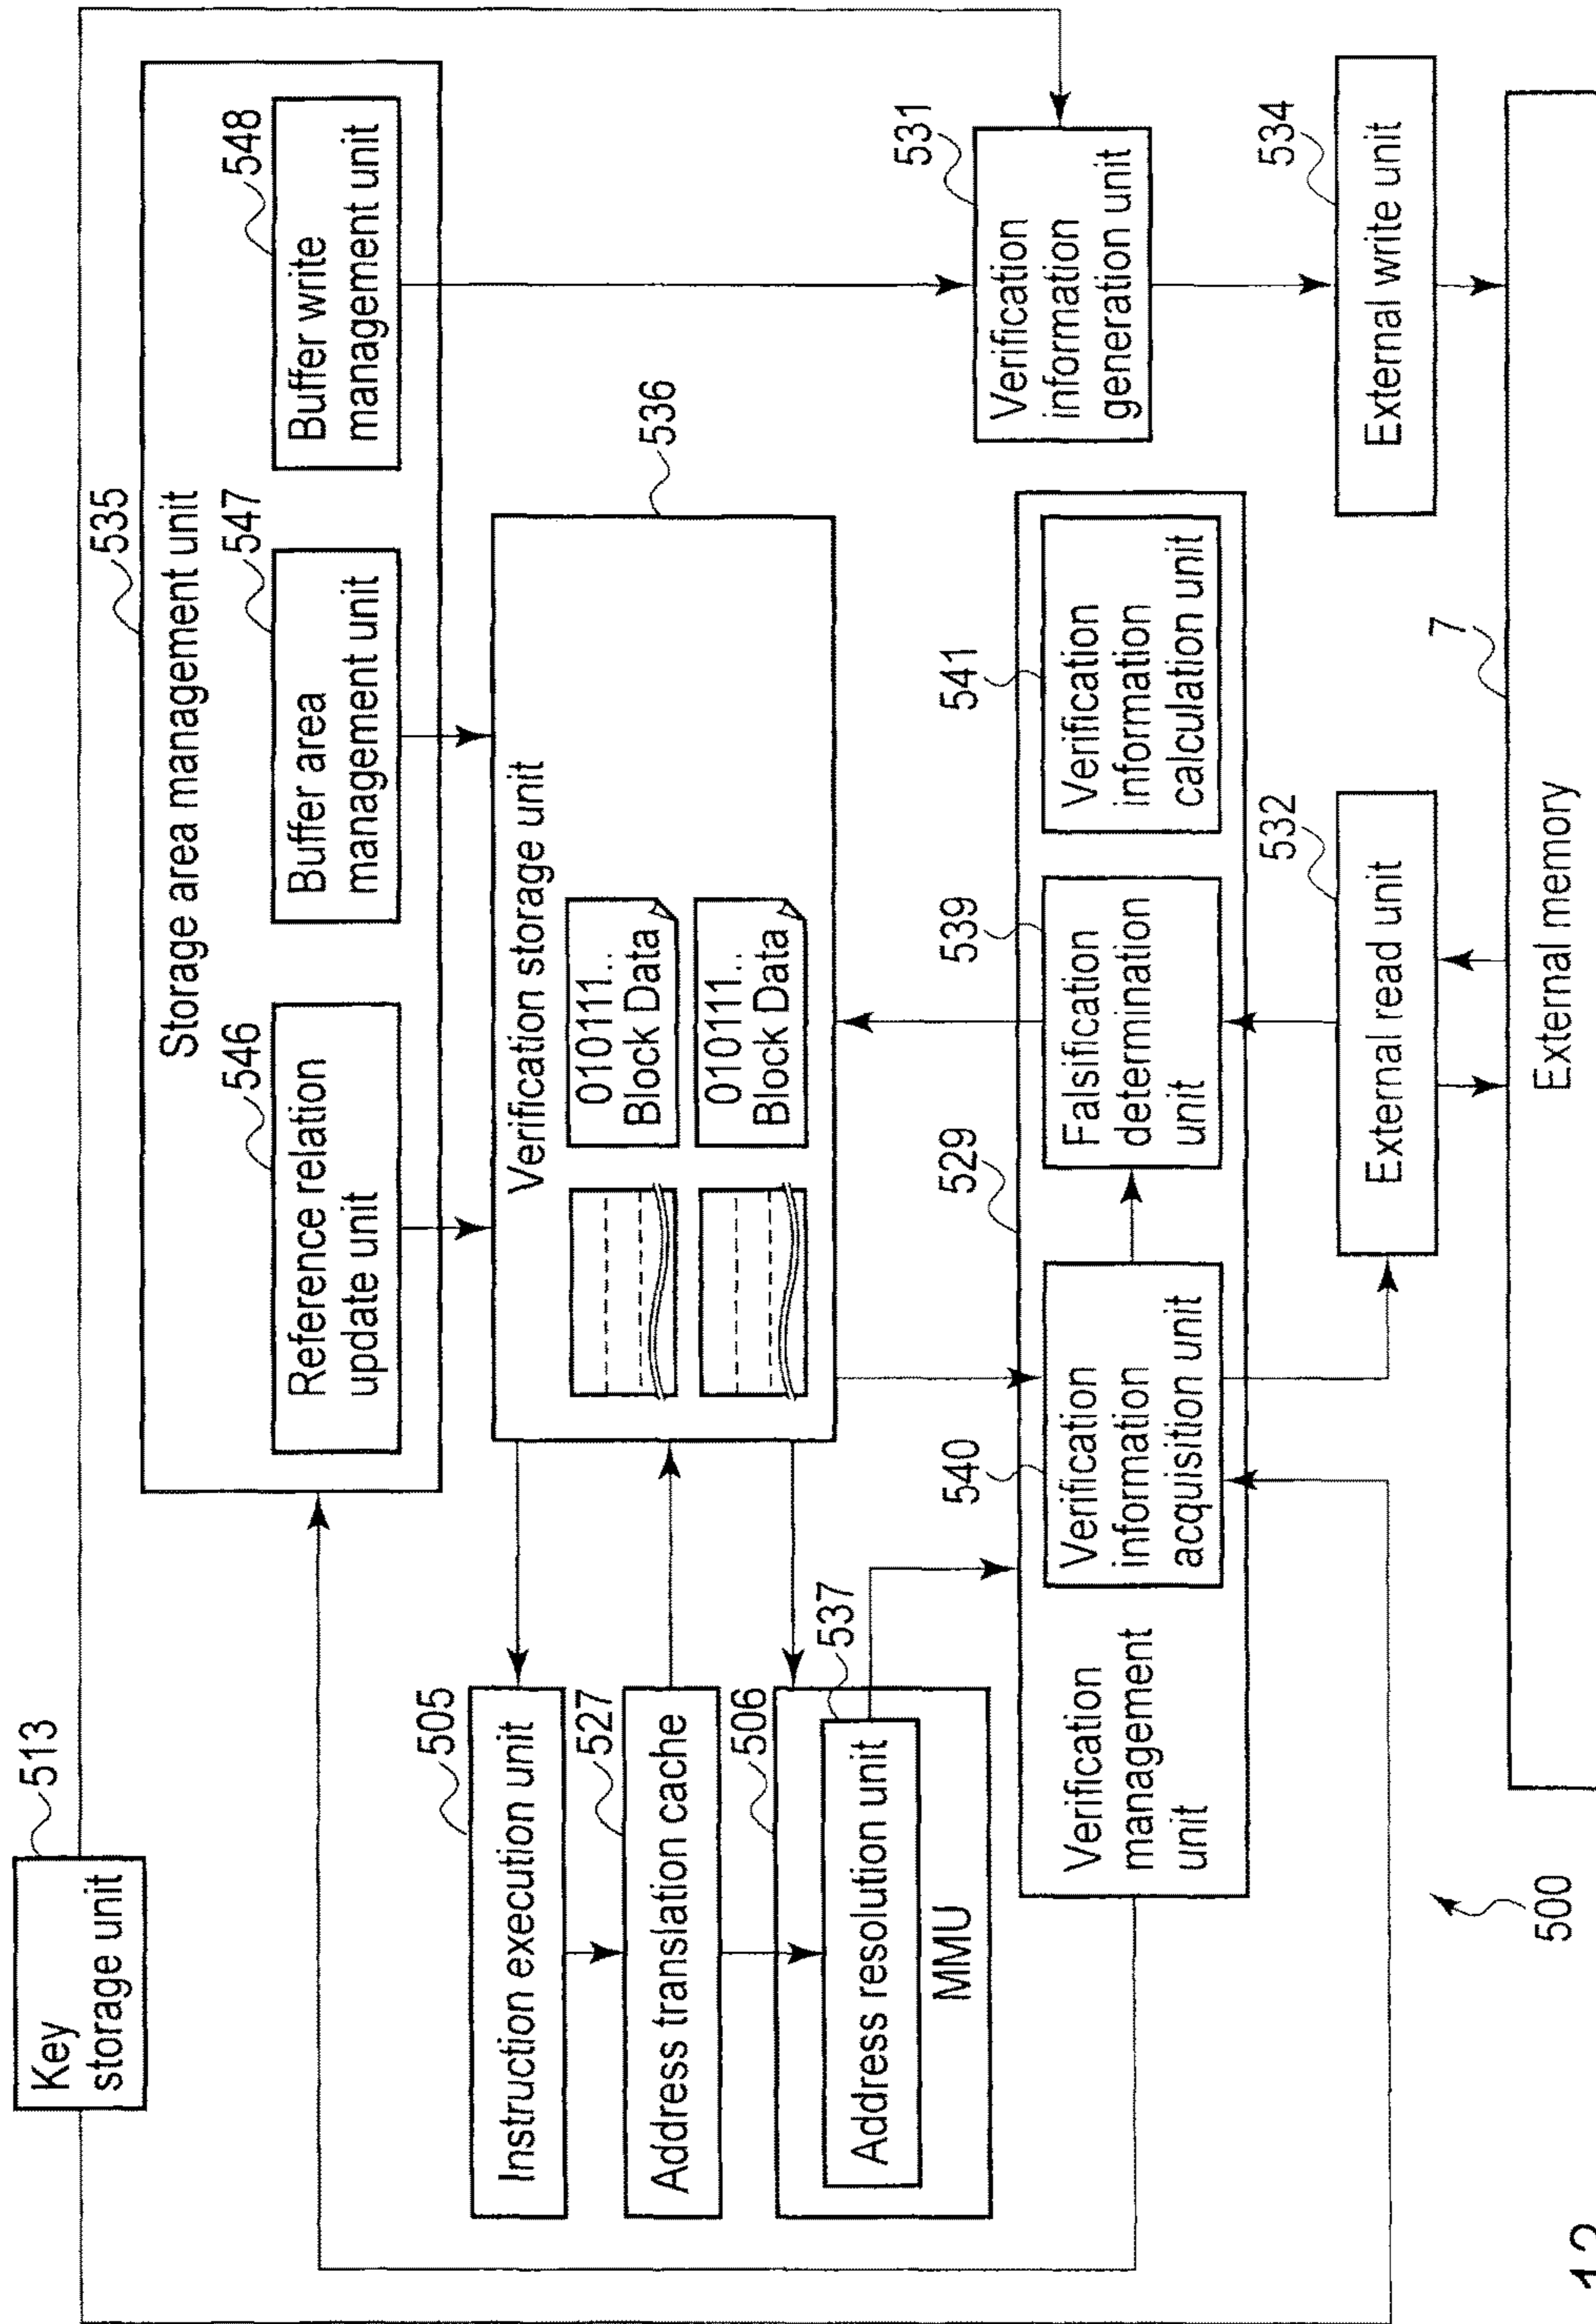 Key
storage unit
513
535
Storage area management unit
546
Reference relation
update unit
547
Buffer area
management unit
548
Buffer write
management unit
505
Instruction execution unit
527
Address translation cache
506
537
Address resolution unit
MMU
Verification storage unit
536
010111..
Block Data
010111..
Block Data
531
Verification
information
generation unit
529
Verification
management
unit
540
Verification
information
acquisition unit
539
Falsification
determination
unit
541
Verification
information
calculation unit
532
External read unit
534
External write unit
7
External memory
500